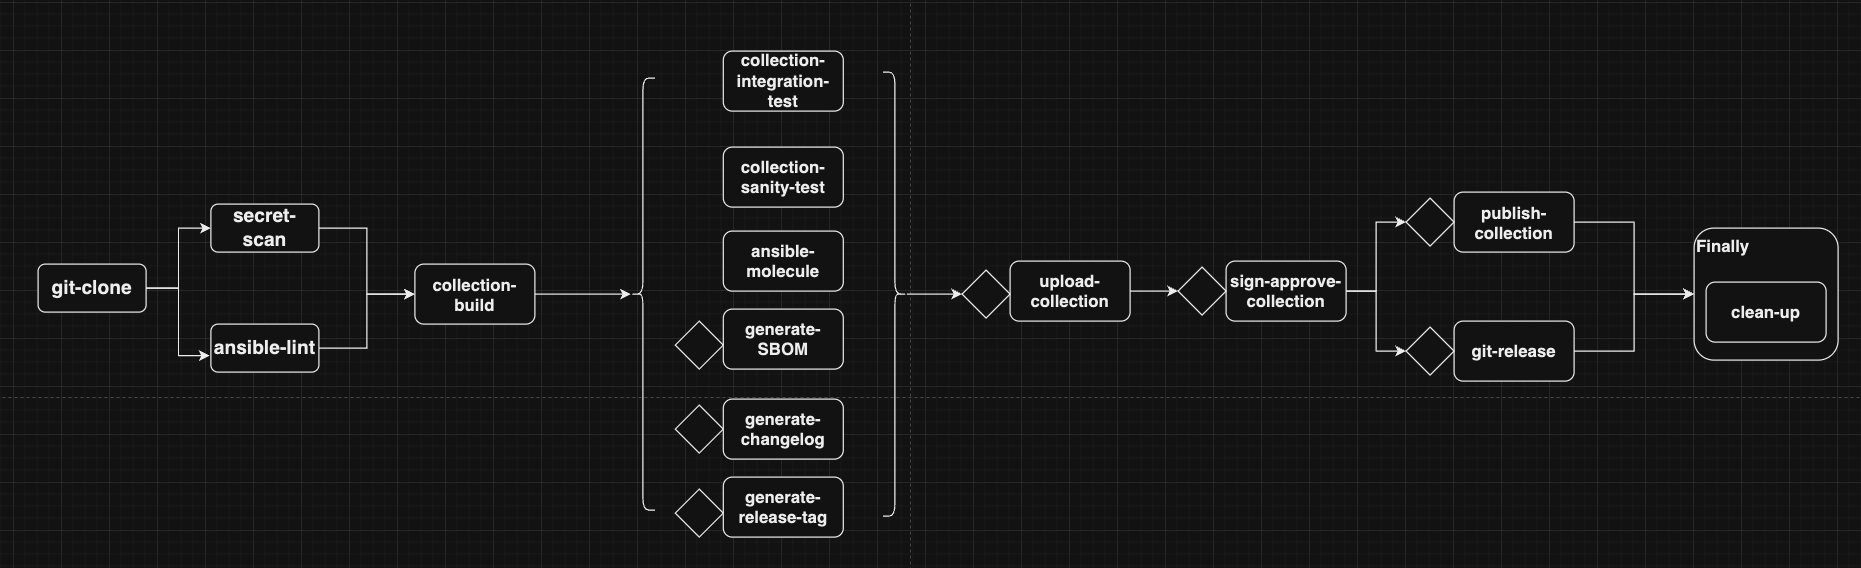 git-clone
secret-
scan
ansible-lint
collection-
build
collection-
integration-
test
collection-
sanity-test
ansible-
molecule
generate-
SBOM
generate-
changelog
generate-
release-tag
upload-
collection
sign-approve-
collection
publish-
collection
git-release
Finally
clean-up